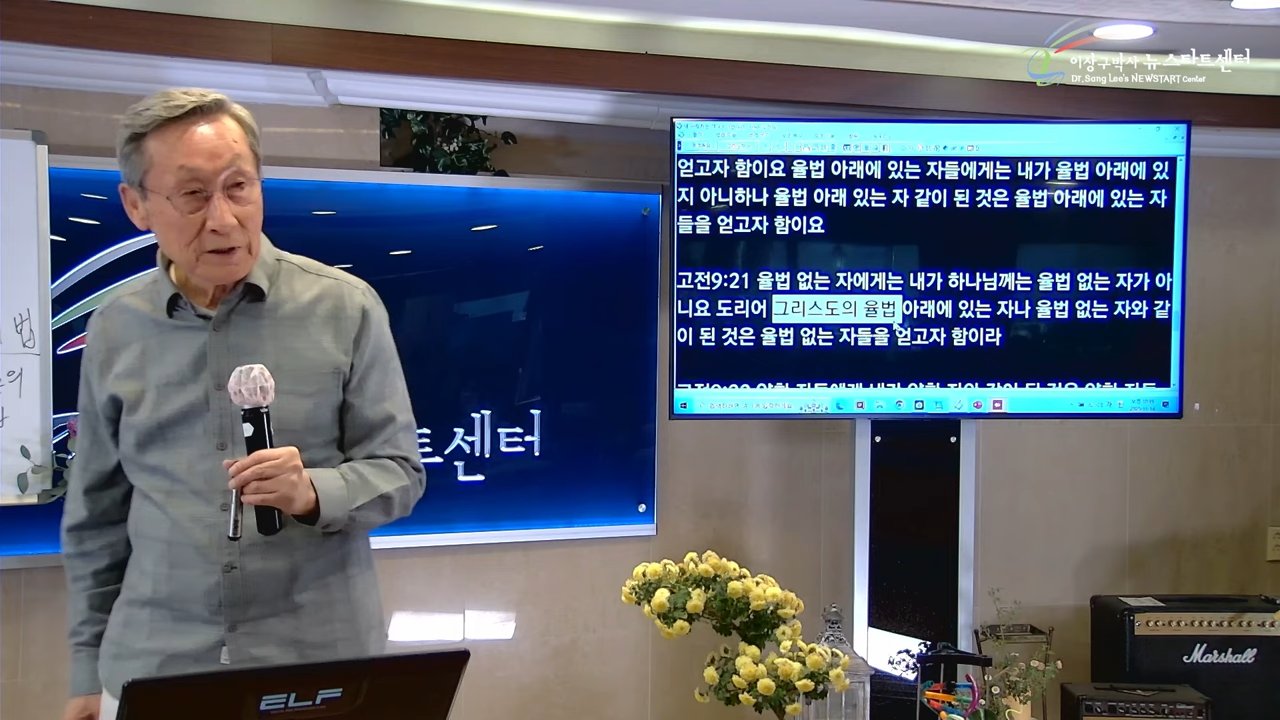 이상구박사 뉴스타트센터
Dr. Sang Lee's NEWSTART Center
얻고자 함이요 율법 아래에 있는 자들에게는 내가 율법 아래에 있
지 아니하나 율법 아래 있는 자 같이 된 것은 율법 아래에 있는 자
들을 얻고자 함이요
고전9:21 율법 없는 자에게는 내가 하나님께는 율법 없는 자가 아
니요 도리어 그리스도의 율법 아래에 있는 자나 율법 없는 자와 같
이 된 것은 율법 없는 자들을 얻고자 함이라
법
의
트센터
ELF
Marshall